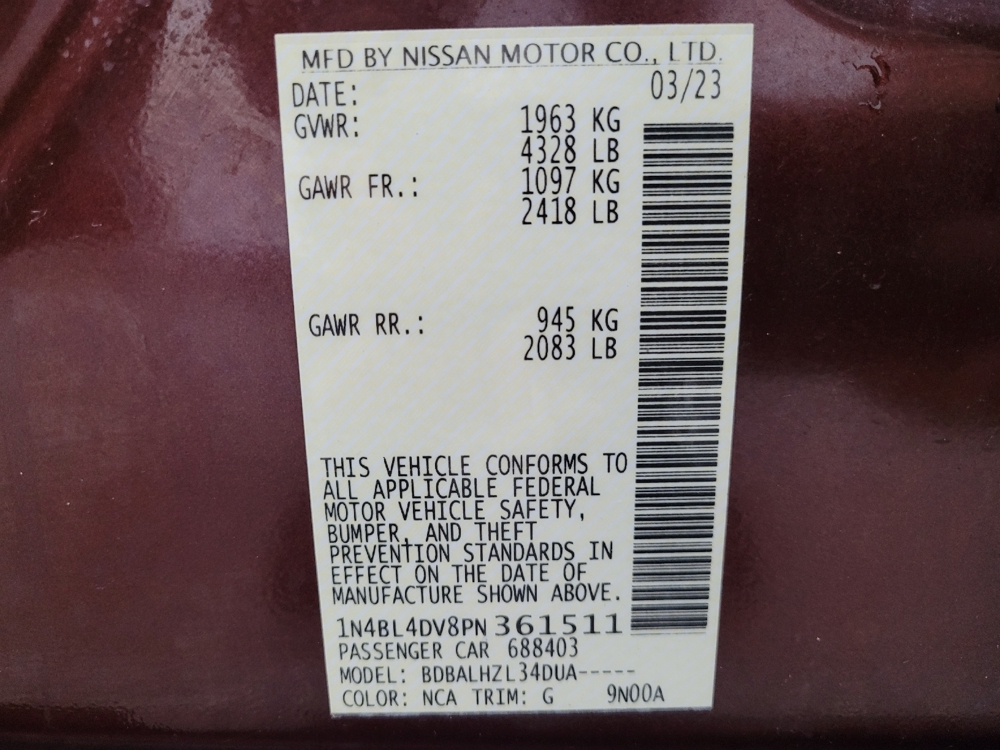 MFD BY NISSAN MOTOR CO., LTD.
DATE: 03/23
GVWR: 1963 KG
4328 LB
GAWR FR.: 1097 KG
2418 LB
GAWR RR.: 945 KG
2083 LB
THIS VEHICLE CONFORMS TO
ALL APPLICABLE FEDERAL
MOTOR VEHICLE SAFETY,
BUMPER, AND THEFT
PREVENTION STANDARDS IN
EFFECT ON THE DATE OF
MANUFACTURE SHOWN ABOVE.
1N4BL4DV8PN 361511
PASSENGER CAR 688403
MODEL: BDBALHZL34DUA-----
COLOR: NCA TRIM: G 9N00A